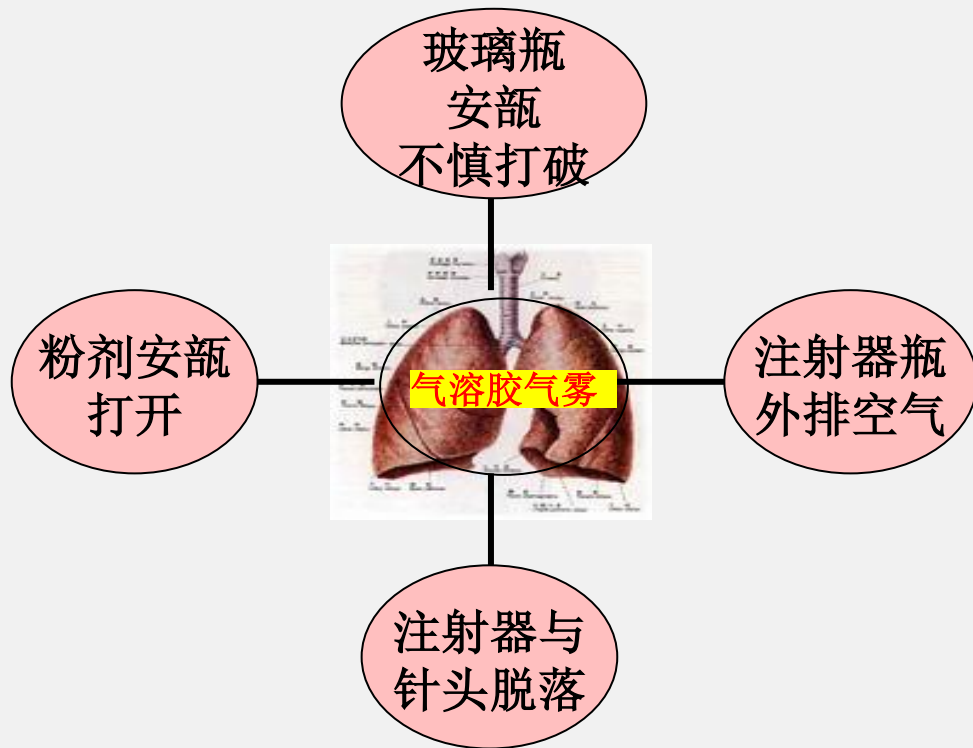 玻璃瓶
安瓿
不慎打破
粉剂安瓿
打开
气溶胶气雾
注射器瓶
外排空气
注射器与
针头脱落